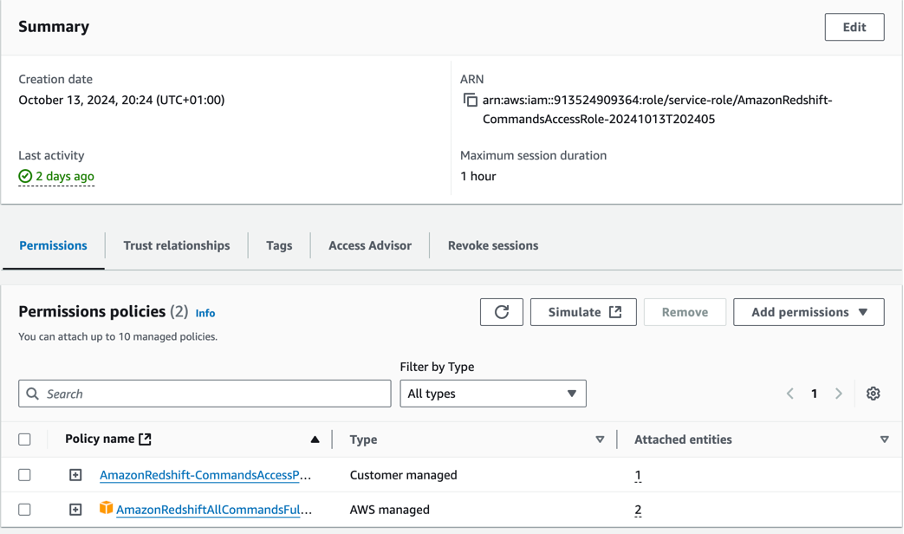 Summary
Edit
Creation date
October 13, 2024, 20:24 (UTC+01:00)
ARN
arn:aws:iam::913524909364:role/service-role/AmazonRedshift-
CommandsAccessRole-20241013T202405
Last activity
2 days ago
Maximum session duration
1 hour
Permissions
Trust relationships
Tags
Access Advisor
Revoke sessions
Permissions policies (2) Info
Simulate
Remove
Add permissions
You can attach up to 10 managed policies.
Filter by Type
Search
All types
1
Policy name
Type
Attached entities
AmazonRedshift-CommandsAccessP...
Customer managed
1
AmazonRedshiftAllCommandsFul...
AWS managed
2